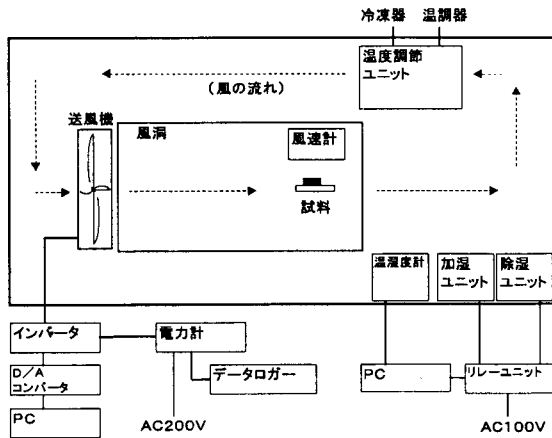 冷凍器 温調器
温度調節
ユニット
(風の流れ)
送風機
風洞
風速計
試料
温湿度計
加湿
ユニット
除湿
ユニット
インバータ
電力計
D/A
コンバータ
データロガー
PC
リレーユニット
PC
AC200V
AC100V